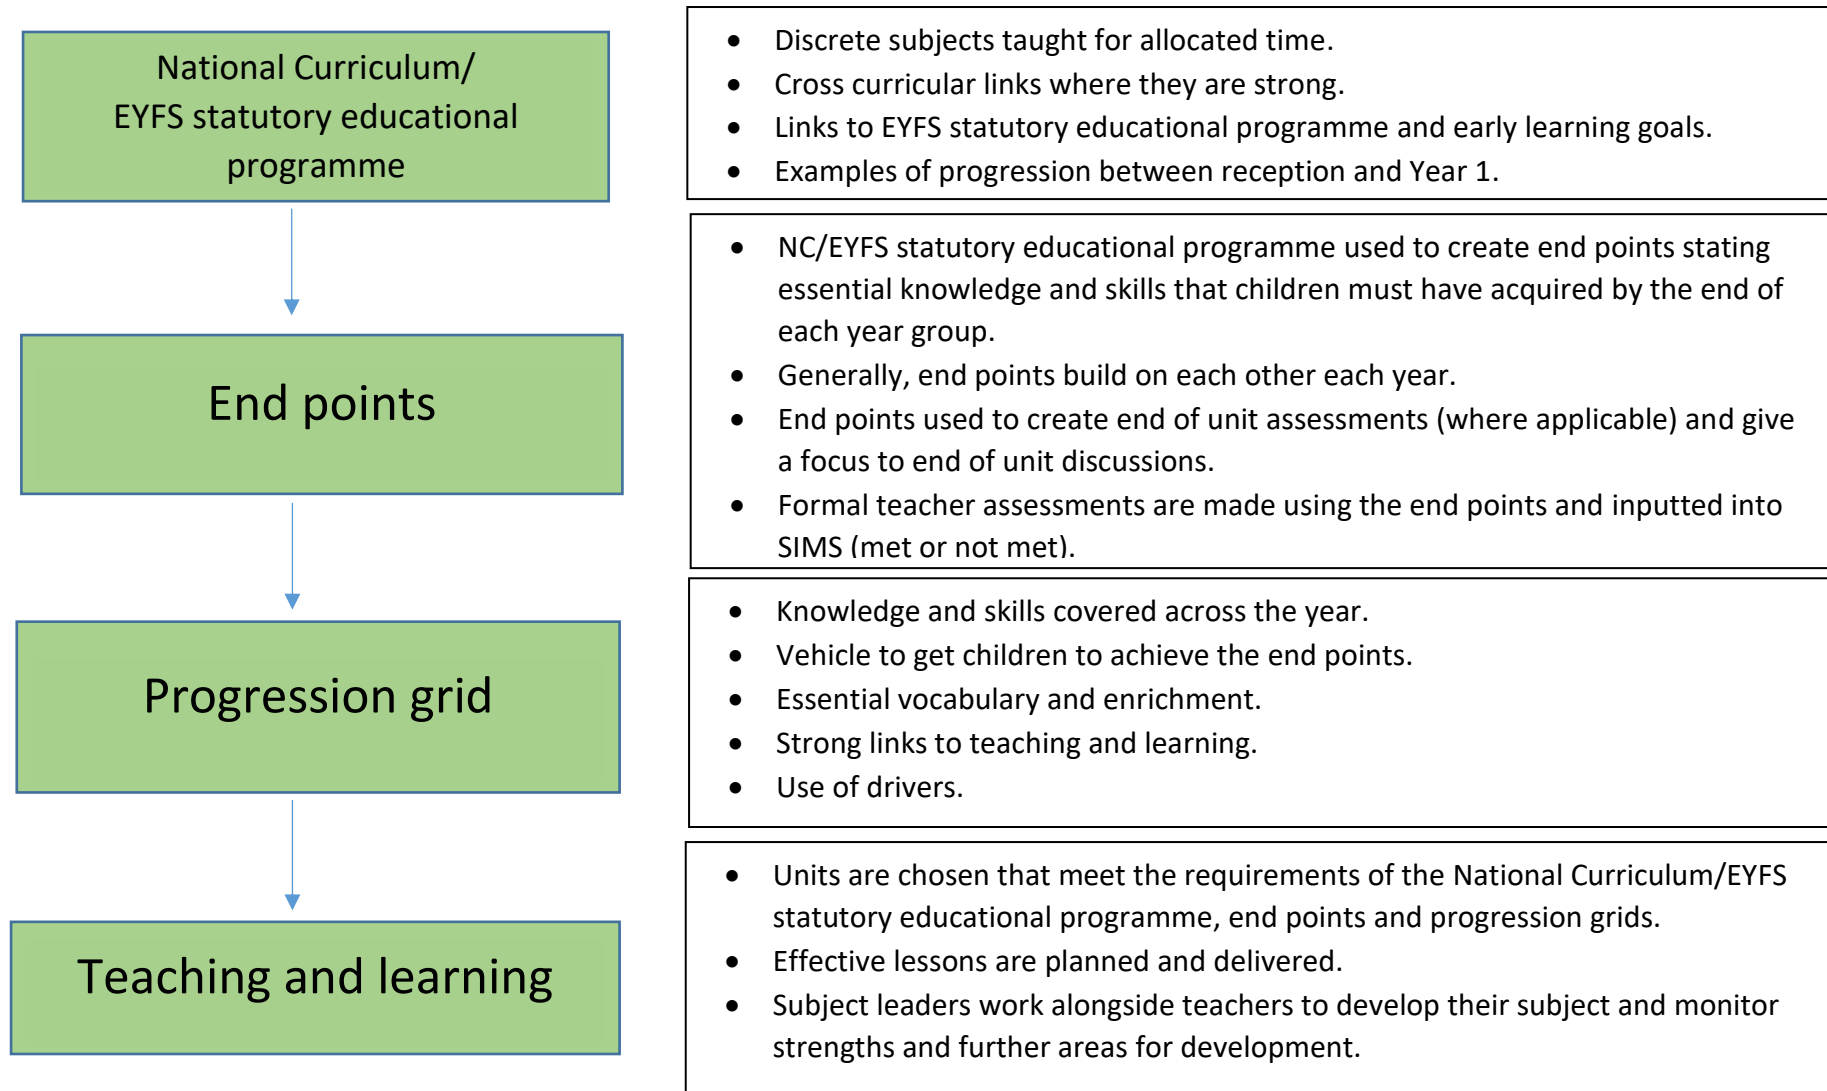 National Curriculum/
EYFS statutory educational
programme
• Discrete subjects taught for allocated time.
• Cross curricular links where they are strong.
• Links to EYFS statutory educational programme and early learning goals.
• Examples of progression between reception and Year 1.
End points
• NC/EYFS statutory educational programme used to create end points stating
essential knowledge and skills that children must have acquired by the end of
each year group.
• Generally, end points build on each other each year.
• End points used to create end of unit assessments (where applicable) and give
a focus to end of unit discussions.
• Formal teacher assessments are made using the end points and inputted into
SIMS (met or not met).
Progression grid
• Knowledge and skills covered across the year.
• Vehicle to get children to achieve the end points.
• Essential vocabulary and enrichment.
• Strong links to teaching and learning.
• Use of drivers.
Teaching and learning
• Units are chosen that meet the requirements of the National Curriculum/EYFS
statutory educational programme, end points and progression grids.
• Effective lessons are planned and delivered.
• Subject leaders work alongside teachers to develop their subject and monitor
strengths and further areas for development.